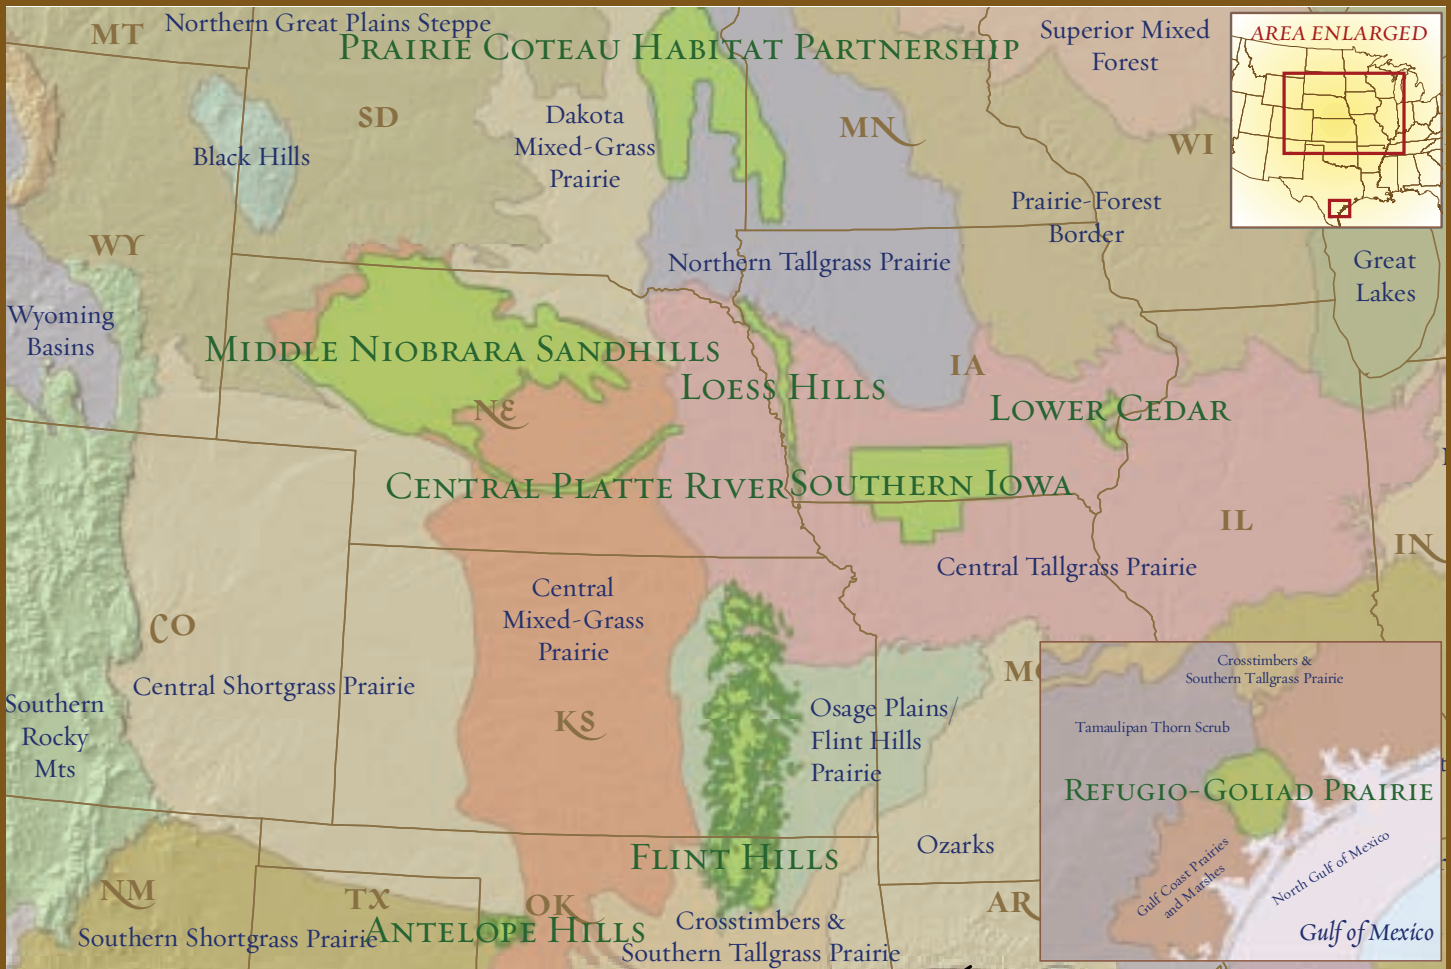 MT
Northern Great Plains Steppe
PRAIRIE COTEAU HABITAT PARTNERSHIP
Superior Mixed
Forest
AREA ENLARGED
SD
Dakota
Mixed-Grass
Prairie
MN
WI
Black Hills
Prairie-Forest
Border
WY
Northern Tallgrass Prairie
Great
Lakes
Wyoming
Basins
MIDDLE NIOBRARA SANDHILLS
LOESS HILLS
IA
LOWER CEDAR
NE
CENTRAL PLATTE RIVER
SOUTHERN IOWA
IL
IN
Central Tallgrass Prairie
Central
Mixed-Grass
Prairie
CO
Central Shortgrass Prairie
KS
Southern
Rocky
Mts
Osage Plains/
Flint Hills
Prairie
Ozarks
FLINT HILLS
NM
TX
OK
AR
Southern Shortgrass Prairie
ANTELOPE HILLS
Crosstimbers &
Southern Tallgrass Prairie
Crosstimbers &
Southern Tallgrass Prairie
Tamaulipan Thorn Scrub
REFUGIO-GOLIAD PRAIRIE
Gulf Coast Prairies
and Marshes
North Gulf of Mexico
Gulf of Mexico